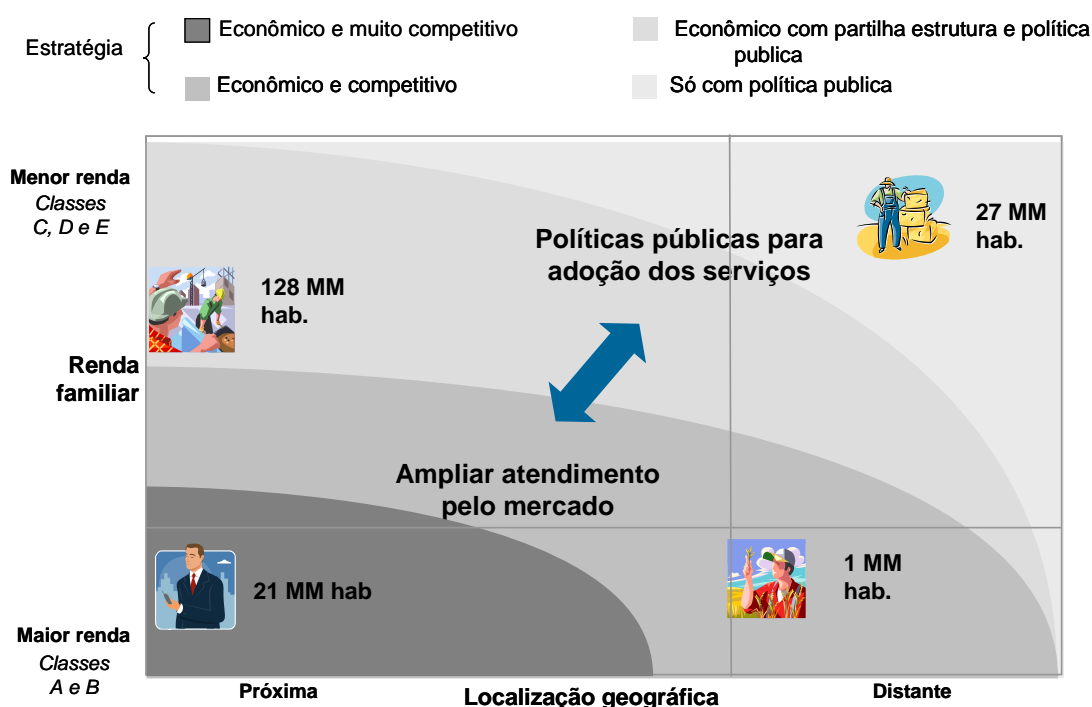 Estratégia
Econômico e muito competitivo
Econômico com partilha estrutura e política
publica
Econômico e competitivo
Só com política publica
Menor renda
Classes
C, D e E
27 MM
hab.
Políticas públicas para
adoção dos serviços
128 MM
hab.
Renda
familiar
Ampliar atendimento
pelo mercado
21 MM hab
1 MM
hab.
Maior renda
Classes
A e B
Próxima
Localização geográfica
Distante